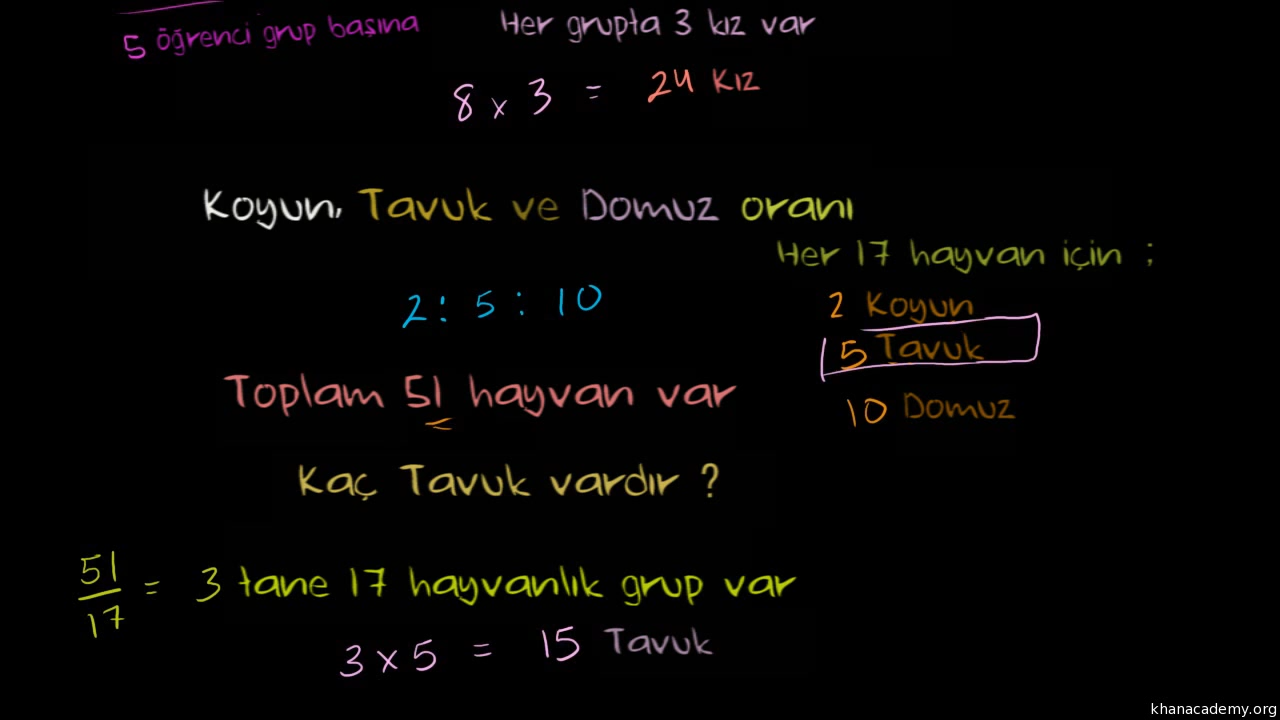 5 öğrenci grup başına
Her grupta 3 kız var
8 x 3 = 24 Kız
Koyun, Tavuk ve Domuz oranı
Her 17 hayvan için ;
2 : 5 : 10
2 Koyun
5 Tavuk
Toplam 51 hayvan var
10 Domuz
Kaç Tavuk vardır ?
51
17
= 3 tane 17 hayvanlık grup var
3 x 5 = 15 Tavuk
khanacademy.org